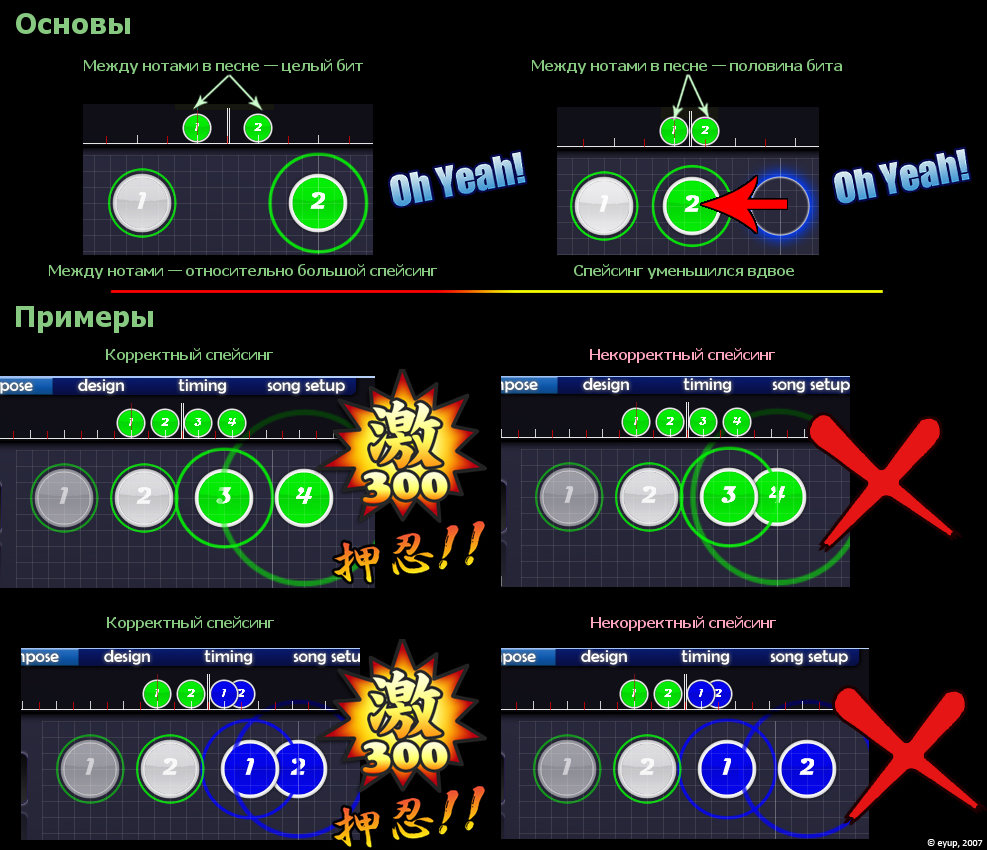 Основы
Между нотами в песне — целый бит
Между нотами в песне — половина бита
1 2
1 2
1 2
Oh Yeah!
1 2
Oh Yeah!
Между нотами — относительно большой спейсинг
Спейсинг уменьшился вдвое
Примеры
Корректный спейсинг
Некорректный спейсинг
pose design timing song setup
mpose design timing song setup
1 2 3 4
1 2 3 4
1 2 3 4
激
300
押忍!!
1 2 3 4
Корректный спейсинг
Некорректный спейсинг
mpose design timing song setu
mpose design timing song setup
1 2 1 2
1 2 1 2
1 2 1 2
激
300
押忍!!
1 2 1 2
© eyup, 2007